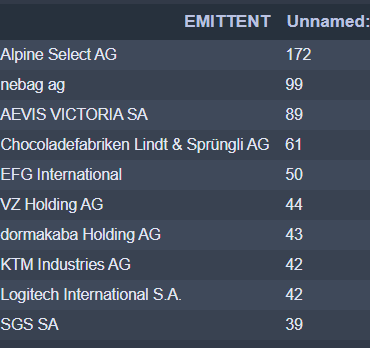 EMITTENT Unnamed:
Alpine Select AG 172
nebag ag 99
AEVIS VICTORIA SA 89
Chocoladefabriken Lindt & Sprüngli AG 61
EFG International 50
VZ Holding AG 44
dormakaba Holding AG 43
KTM Industries AG 42
Logitech International S.A. 42
SGS SA 39